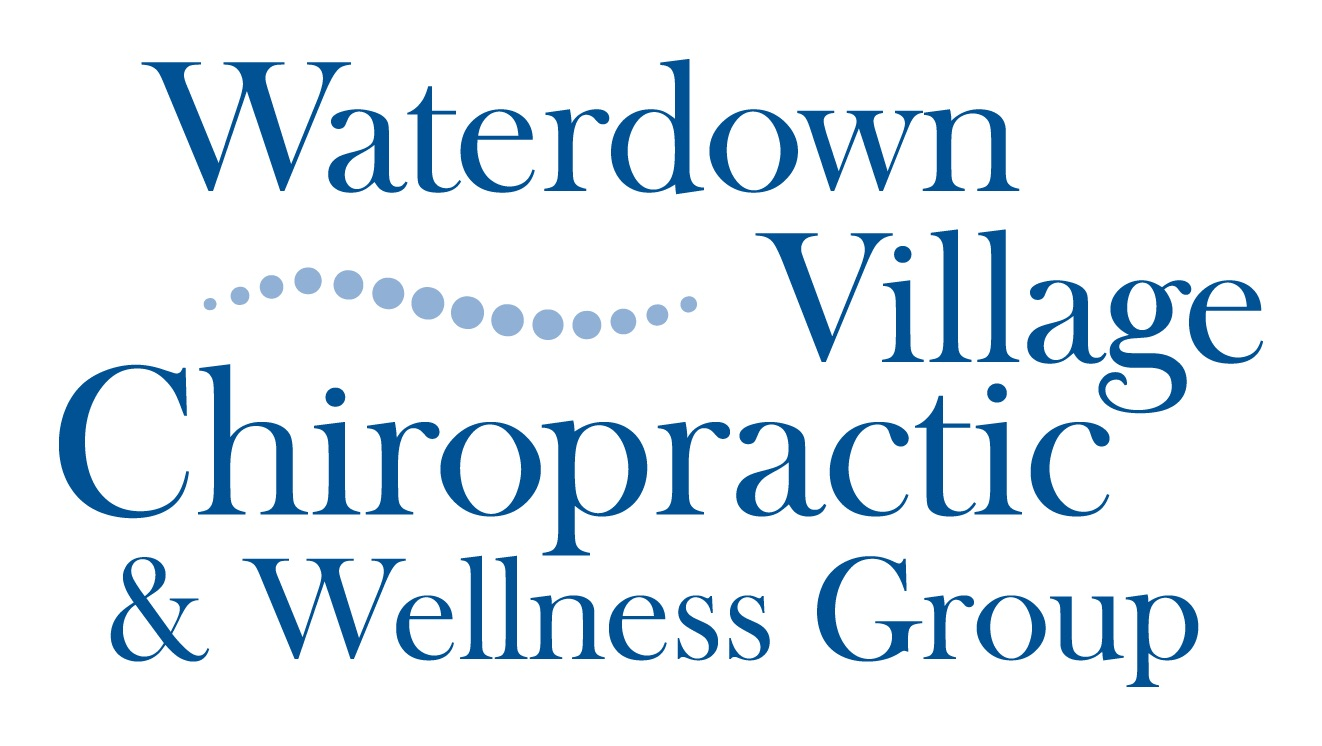 Waterdown
Village
Chiropractic
& Wellness Group